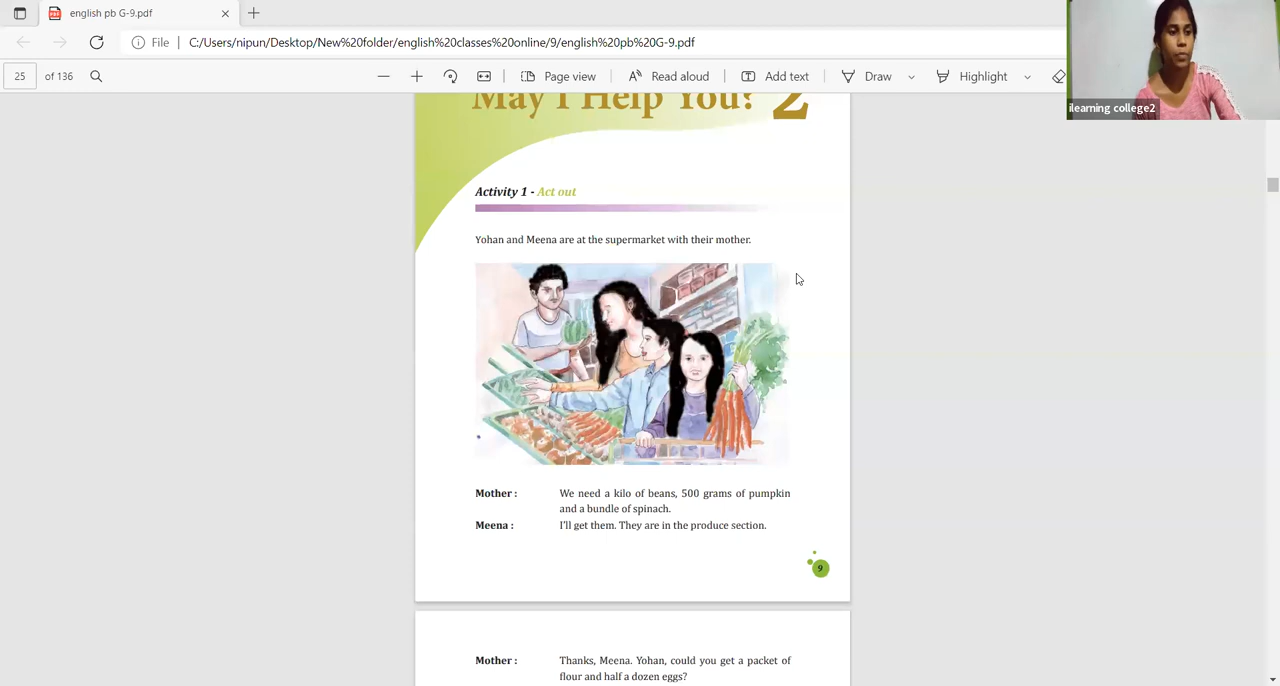 english pb G-9.pdf
File | C:/Users/nipun/Desktop/New%20folder/english%20classes%20online/9/english%20pb%20G-9.pdf
25 of 136 Page view Read aloud Add text Draw Highlight
ilearning college2
May I Help You? 2
Activity 1 - Act out
Yohan and Meena are at the supermarket with their mother.
Mother : We need a kilo of beans, 500 grams of pumpkin
and a bundle of spinach.
Meena : I'll get them. They are in the produce section.
9
Mother : Thanks, Meena. Yohan, could you get a packet of
flour and half a dozen eggs?